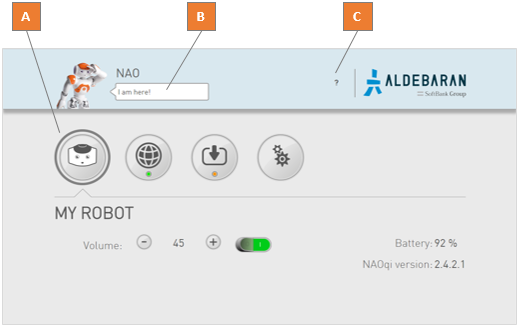 A
B
C
NAO
I am here!
?
ALDEBARAN
SoftBank Group
MY ROBOT
Volume: 45
Battery: 92 %
NAOqi version: 2.4.2.1